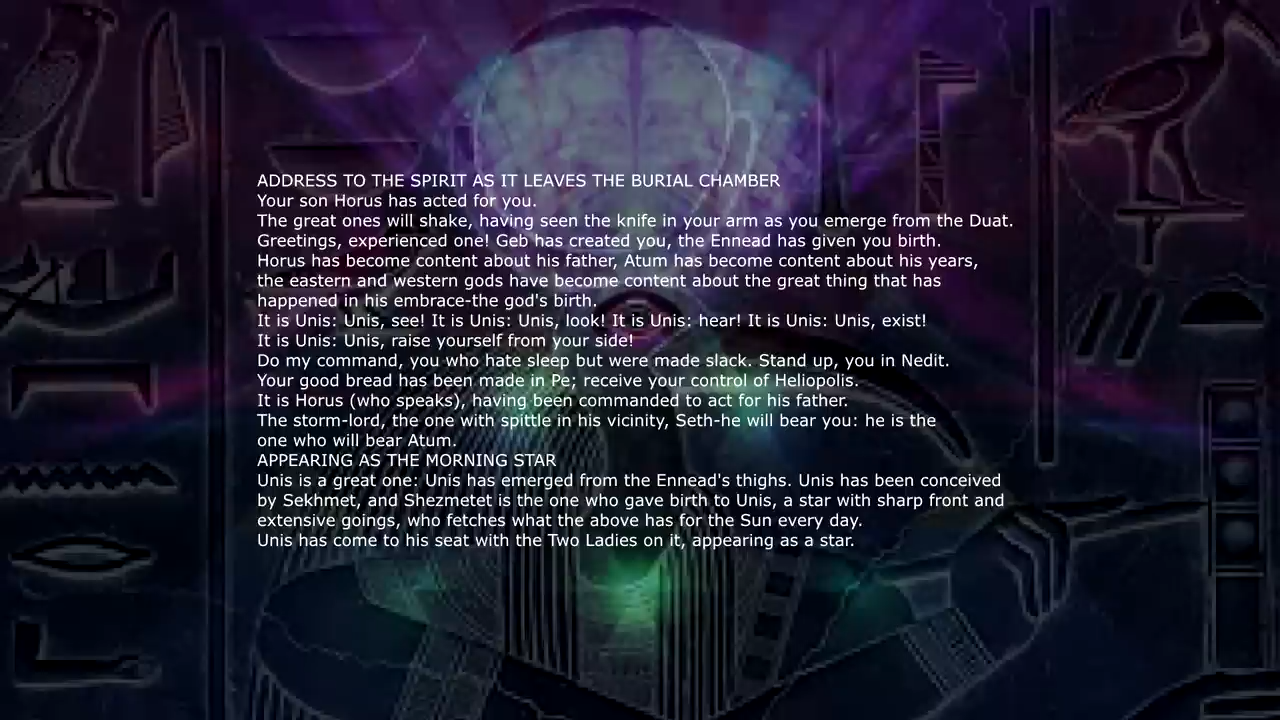 ADDRESS TO THE SPIRIT AS IT LEAVES THE BURIAL CHAMBER
Your son Horus has acted for you.
The great ones will shake, having seen the knife in your arm as you emerge from the Duat.
Greetings, experienced one! Geb has created you, the Ennead has given you birth.
Horus has become content about his father, Atum has become content about his years,
the eastern and western gods have become content about the great thing that has
happened in his embrace-the god's birth.
It is Unis: Unis, see! It is Unis: Unis, look! It is Unis: hear! It is Unis: Unis, exist!
It is Unis: Unis, raise yourself from your side!
Do my command, you who hate sleep but were made slack. Stand up, you in Nedit.
Your good bread has been made in Pe; receive your control of Heliopolis.
It is Horus (who speaks), having been commanded to act for his father.
The storm-lord, the one with spittle in his vicinity, Seth-he will bear you: he is the
one who will bear Atum.
APPEARING AS THE MORNING STAR
Unis is a great one: Unis has emerged from the Ennead's thighs. Unis has been conceived
by Sekhmet, and Shezmetet is the one who gave birth to Unis, a star with sharp front and
extensive goings, who fetches what the above has for the Sun every day.
Unis has come to his seat with the Two Ladies on it, appearing as a star.